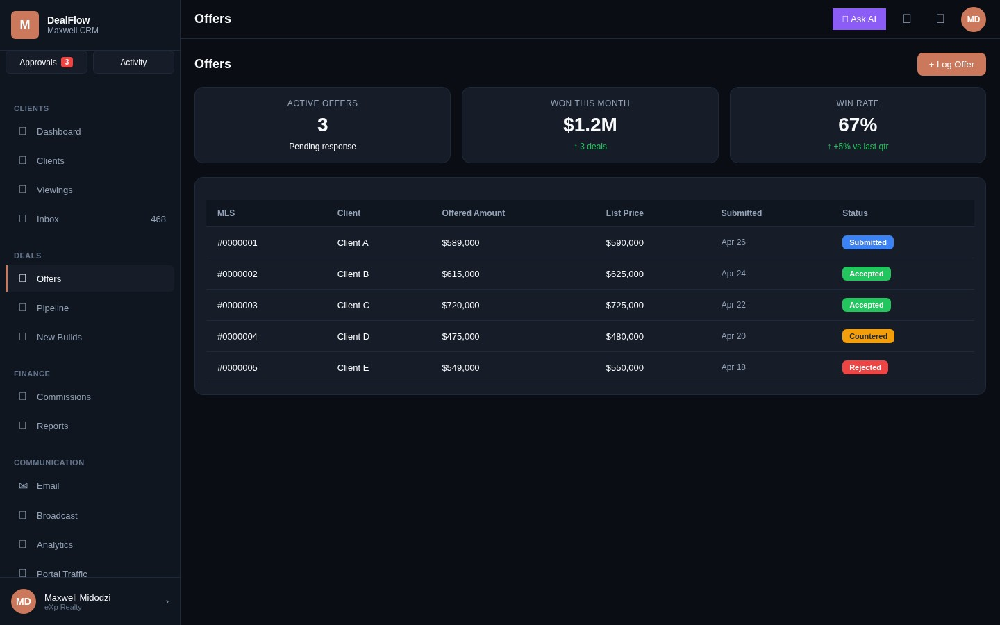 M
DealFlow
Maxwell CRM
Approvals 3
Activity
CLIENTS
Dashboard
Clients
Viewings
Inbox 468
DEALS
Offers
Pipeline
New Builds
FINANCE
Commissions
Reports
COMMUNICATION
✉ Email
Broadcast
Analytics
Portal Traffic
MD
Maxwell Midodzi
eXp Realty
›
Offers
Ask AI
MD
Offers
+ Log Offer
ACTIVE OFFERS
3
Pending response
WON THIS MONTH
$1.2M
↑ 3 deals
WIN RATE
67%
↑ +5% vs last qtr
MLS Client Offered Amount List Price Submitted Status
#0000001 Client A $589,000 $590,000 Apr 26 Submitted
#0000002 Client B $615,000 $625,000 Apr 24 Accepted
#0000003 Client C $720,000 $725,000 Apr 22 Accepted
#0000004 Client D $475,000 $480,000 Apr 20 Countered
#0000005 Client E $549,000 $550,000 Apr 18 Rejected